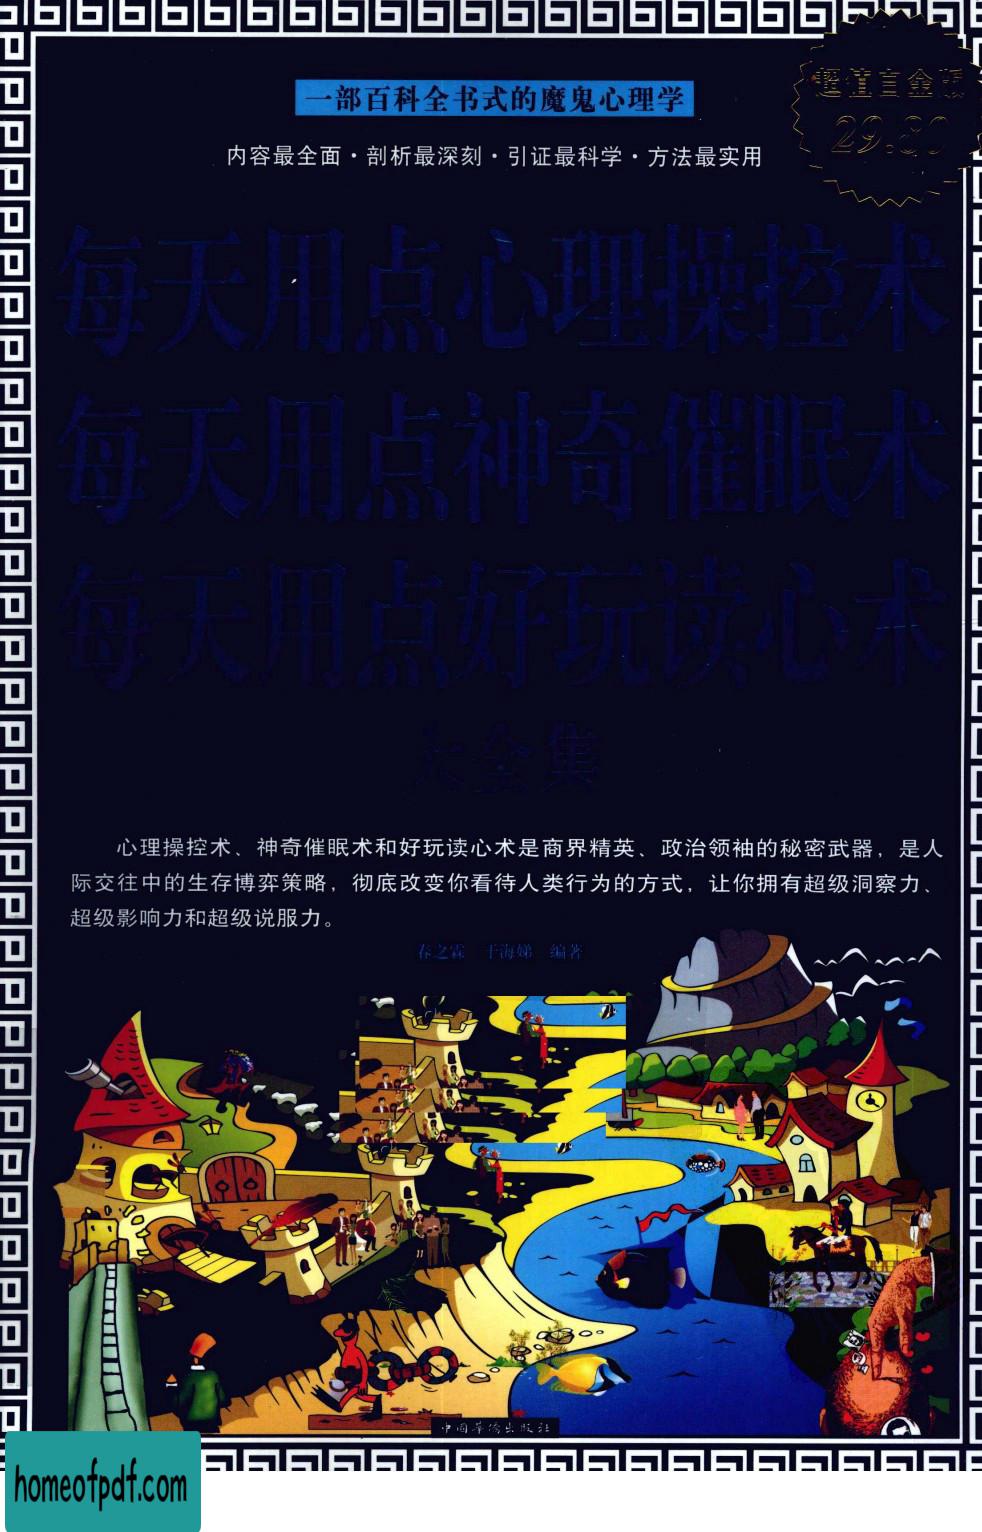 超值白金版
29.80
一部百科全书式的魔鬼心理学
内容最全面·剖析最深刻·引证最科学·方法最实用
每天用点心理操控术
每天用点神奇催眠术
每天用点好玩读心术
大全集
心理操控术、神奇催眠术和好玩读心术是商界精英、政治领袖的秘密武器，是人
际交往中的生存博弈策略，彻底改变你看待人类行为的方式，让你拥有超级洞察力、
超级影响力和超级说服力。
春之霖 于海娣 编著
中国华侨出版社
homeofpdf.com